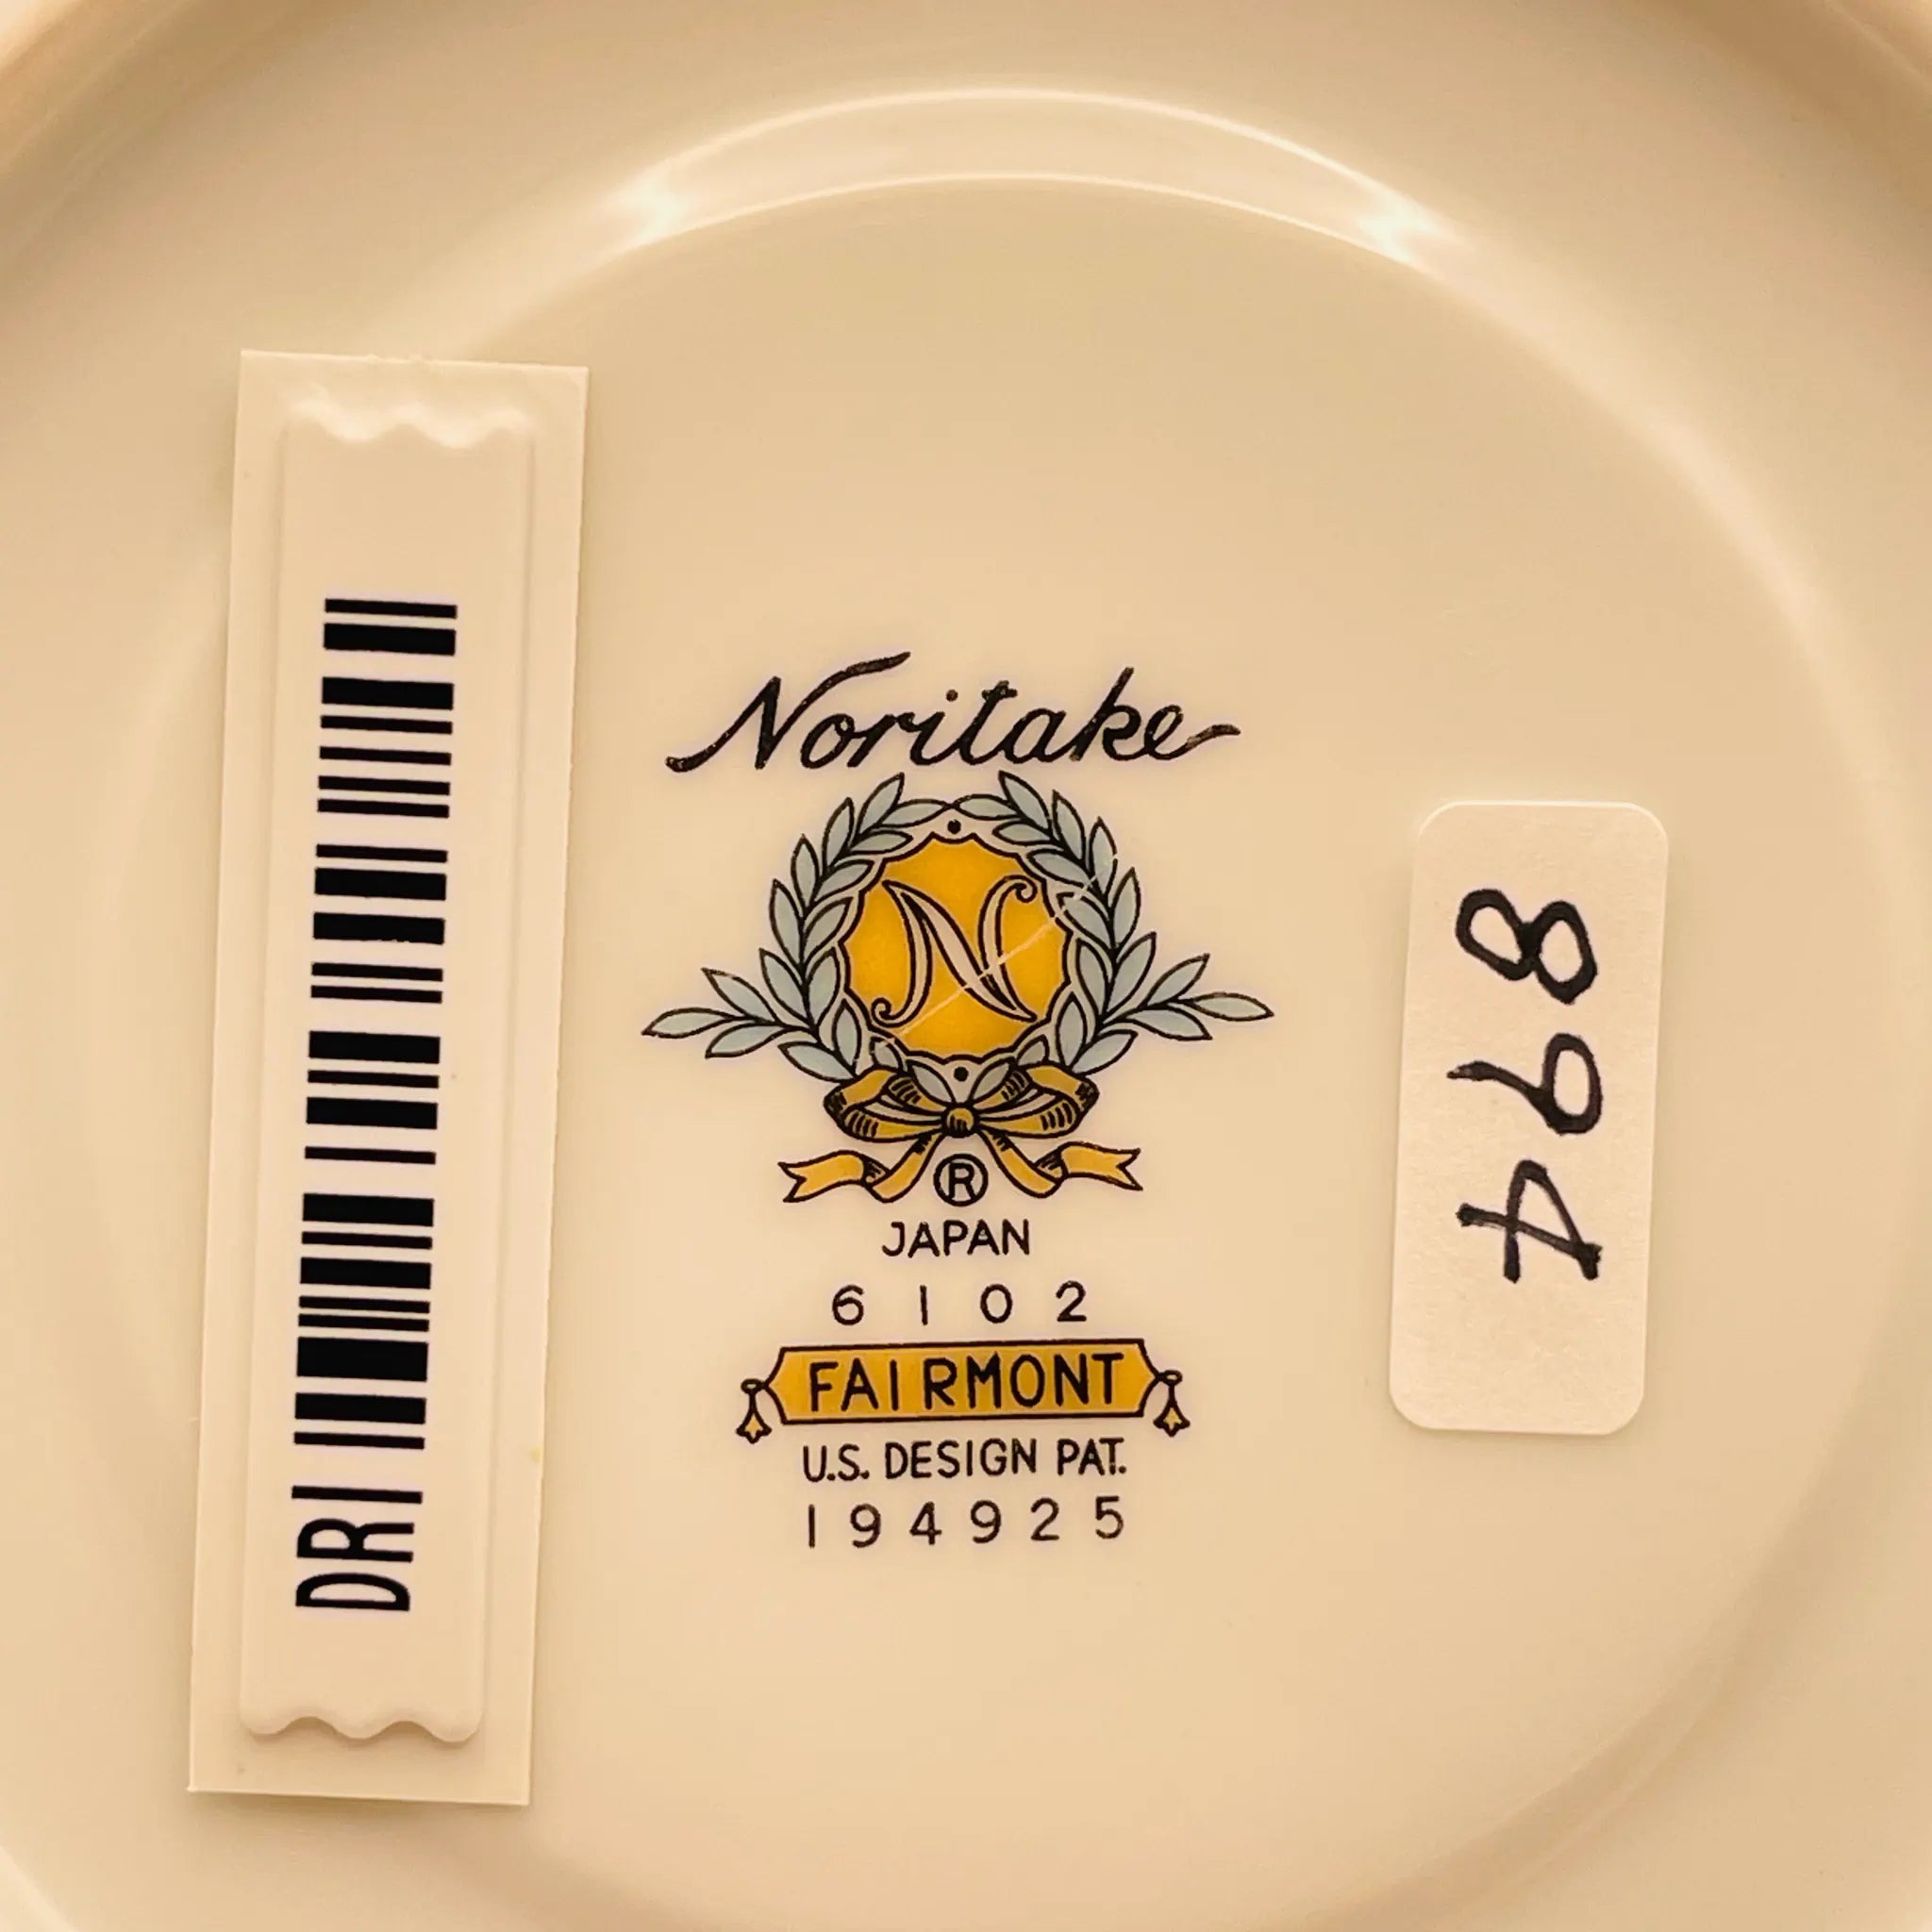 DRI
Noritake
N
®
JAPAN
6102
FAIRMONT
U.S. DESIGN PAT.
194925
894